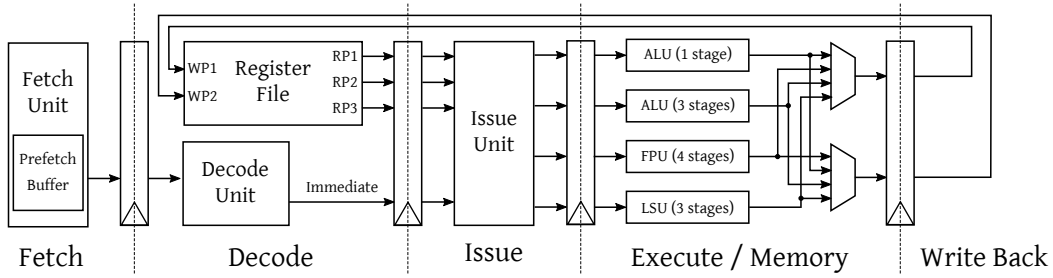 Fetch
Unit
Prefetch
Buffer
WP1
WP2
Register
File
RP1
RP2
RP3
Decode
Unit
Immediate
Issue
Unit
ALU (1 stage)
ALU (3 stages)
FPU (4 stages)
LSU (3 stages)
Fetch
Decode
Issue
Execute / Memory
Write Back